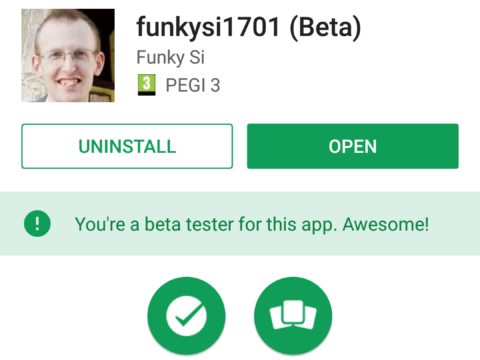 funkysi1701 (Beta)
Funky Si
3 PEGI 3
UNINSTALL OPEN
! You're a beta tester for this app. Awesome!